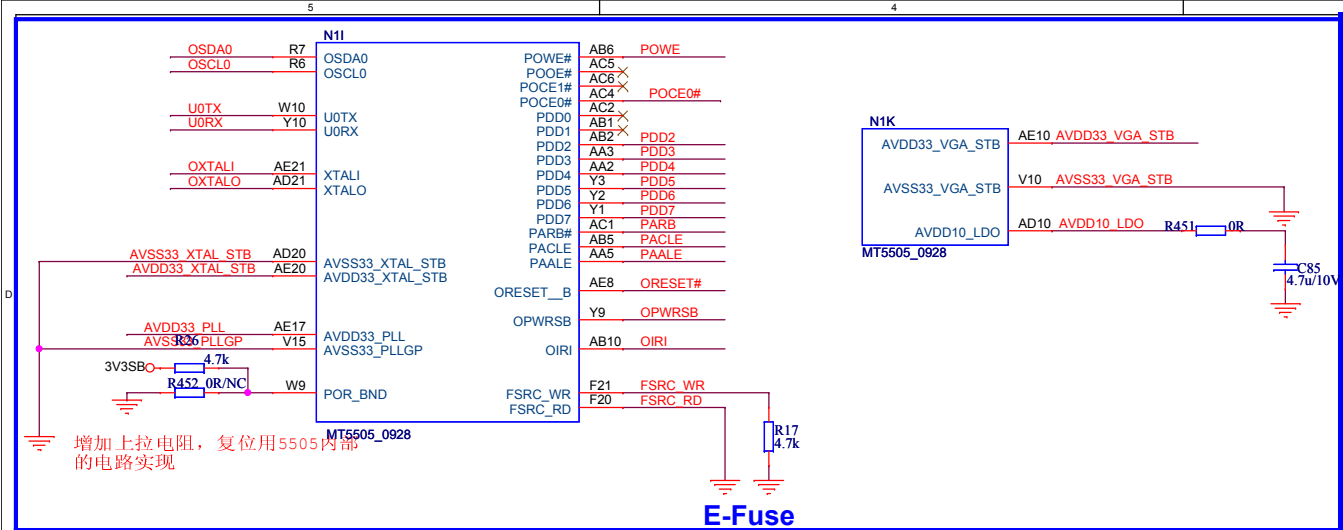 5
4
D
N1I
OSDA0 R7 OSDA0
OSCL0 R6 OSCL0
U0TX W10 U0TX
U0RX Y10 U0RX
OXTALI AE21 XTALI
OXTALO AD21 XTALO
AVSS33_XTAL_STB AD20 AVSS33_XTAL_STB
AVDD33_XTAL_STB AE20 AVDD33_XTAL_STB
AVDD33_PLL AE17 AVDD33_PLL
AVSS33_PLLGP V15 AVSS33_PLLGP
R26
3V3SB 4.7k
R452 0R/NC W9 POR_BND
POWE# AB6 POWE
POOE# AC5
POCE1# AC6
POCE0# AC4 POCE0#
PDD0 AC2
PDD1 AB1
PDD2 AB2 PDD2
PDD3 AA3 PDD3
PDD4 AA2 PDD4
PDD5 Y3 PDD5
PDD6 Y2 PDD6
PDD7 Y1 PDD7
PARB# AC1 PARB
PACLE AB5 PACLE
PAALE AA5 PAALE
ORESET__B AE8 ORESET#
OPWRSB Y9 OPWRSB
OIRI AB10 OIRI
FSRC_WR F21 FSRC_WR
FSRC_RD F20 FSRC_RD
MT5505_0928
R17
4.7k
增加上拉电阻，复位用5505内部
的电路实现
E-Fuse
N1K
AVDD33_VGA_STB AE10 AVDD33_VGA_STB
AVSS33_VGA_STB V10 AVSS33_VGA_STB
AVDD10_LDO AD10 AVDD10_LDO R451 0R
MT5505_0928
C85
4.7u/10V